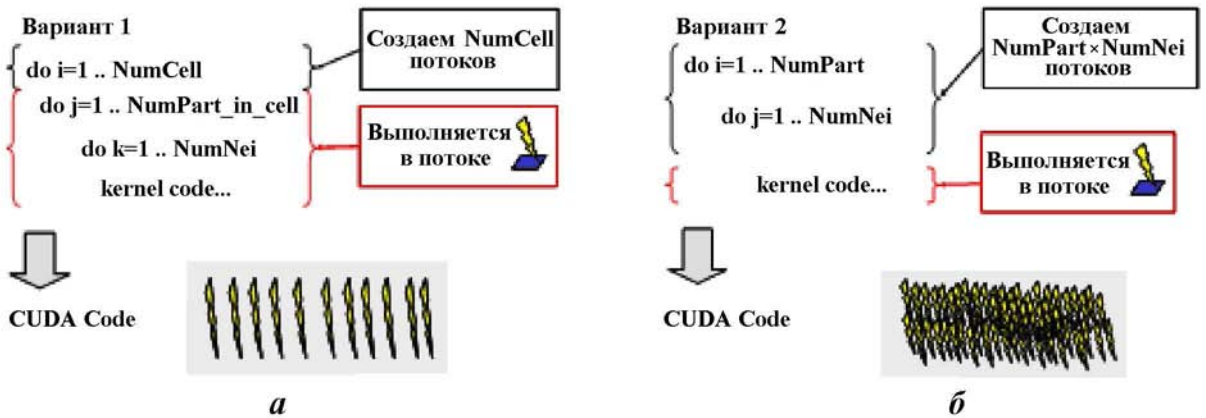 Вариант 1
do i=1 .. NumCell
do j=1 .. NumPart_in_cell
do k=1 .. NumNei
kernel code...
Создаем NumCell
потоков
Выполняется
в потоке
CUDA Code
а
Вариант 2
do i=1 .. NumPart
do j=1 .. NumNei
kernel code...
Создаем
NumPart×NumNei
потоков
Выполняется
в потоке
CUDA Code
б